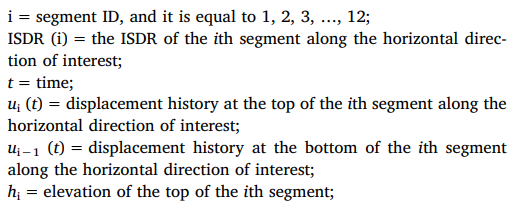 i = segment ID, and it is equal to 1, 2, 3, …, 12;
ISDR (i) = the ISDR of the ith segment along the horizontal direc-
tion of interest;
t = time;
uᵢ (t) = displacement history at the top of the ith segment along the
horizontal direction of interest;
uᵢ₋₁ (t) = displacement history at the bottom of the ith segment
along the horizontal direction of interest;
hᵢ = elevation of the top of the ith segment;